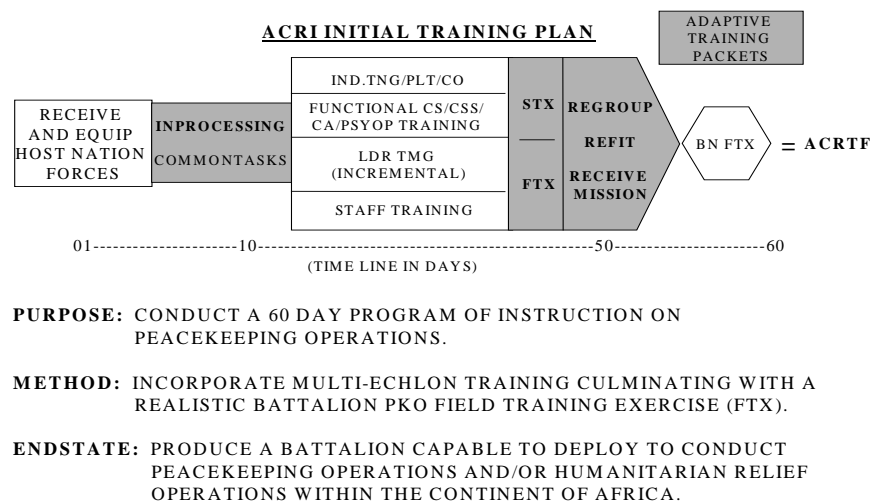 ACRI INITIAL TRAINING PLAN
ADAPTIVE
TRAINING
PACKETS
RECEIVE
AND EQUIP
HOST NATION
FORCES
INPROCESSING
COMMONTASKS
IND.TNG/PLT/CO
FUNCTIONAL CS/CSS/
CA/PSYOP TRAINING
LDR TMG
(INCREMENTAL)
STAFF TRAINING
STX
FTX
REGROUP
REFIT
RECEIVE
MISSION
BN FTX
= ACRTF
01-----------------------10--------------------------------------------------50----------------------60
(TIME LINE IN DAYS)
PURPOSE: CONDUCT A 60 DAY PROGRAM OF INSTRUCTION ON
PEACEKEEPING OPERATIONS.
METHOD: INCORPORATE MULTI-ECHLON TRAINING CULMINATING WITH A
REALISTIC BATTALION PKO FIELD TRAINING EXERCISE (FTX).
ENDSTATE: PRODUCE A BATTALION CAPABLE TO DEPLOY TO CONDUCT
PEACEKEEPING OPERATIONS AND/OR HUMANITARIAN RELIEF
OPERATIONS WITHIN THE CONTINENT OF AFRICA.